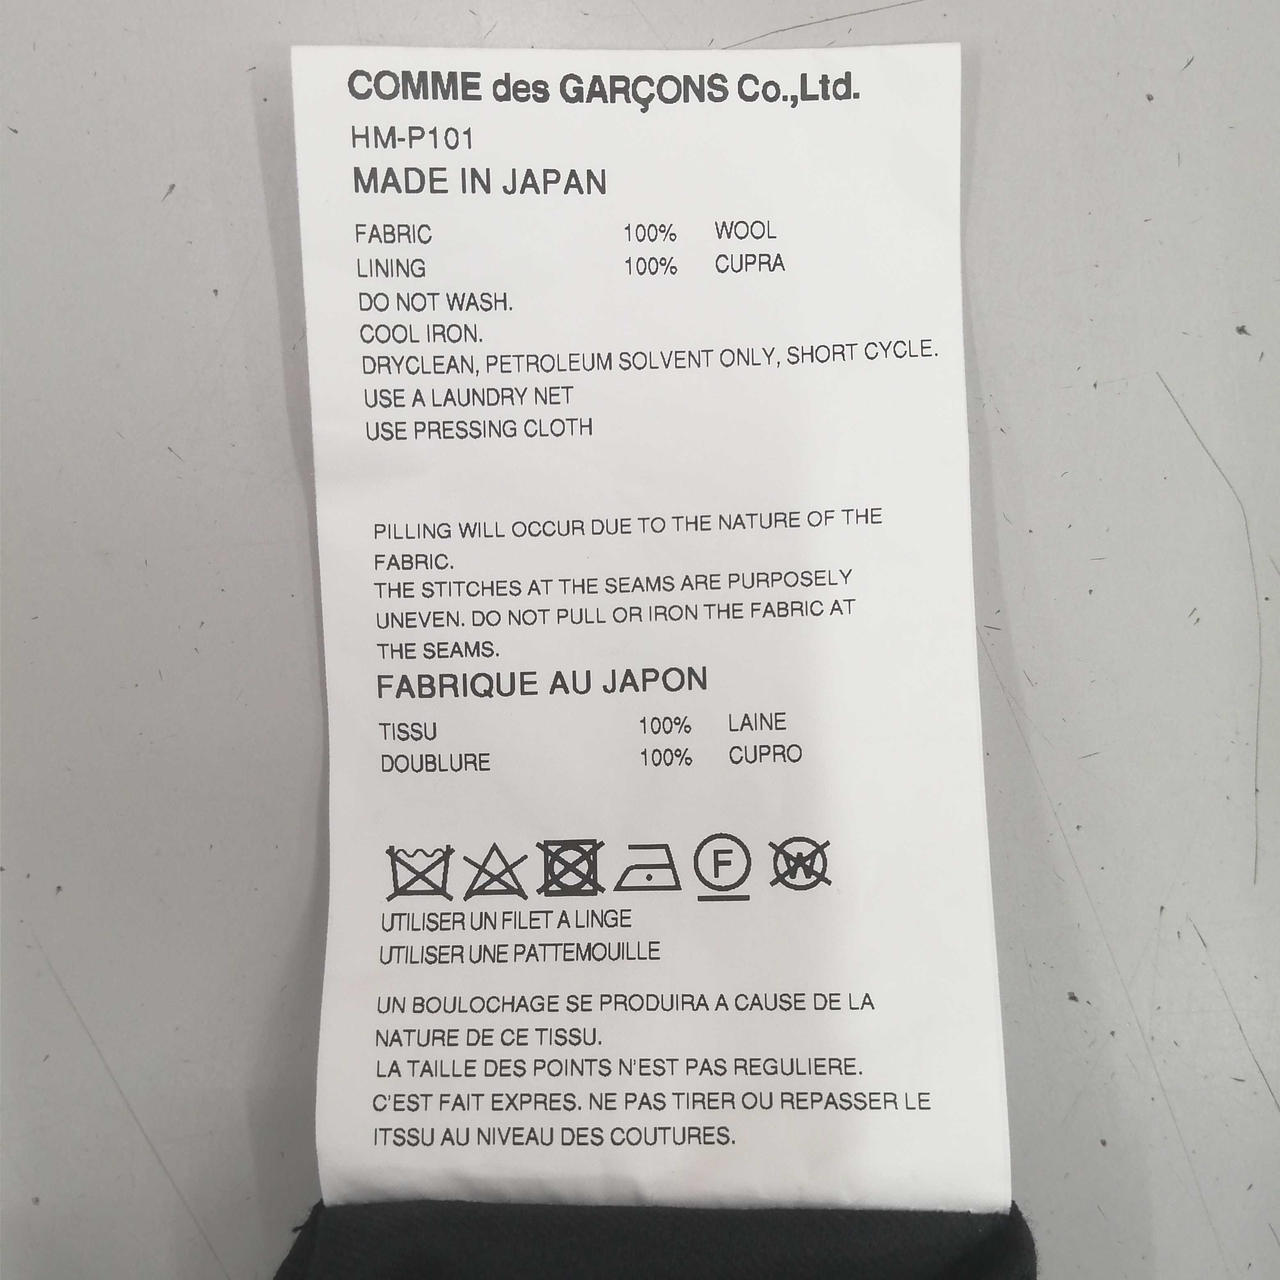 COMME des GARÇONS Co.,Ltd.
HM-P101
MADE IN JAPAN
FABRIC 100% WOOL
LINING 100% CUPRA
DO NOT WASH.
COOL IRON.
DRYCLEAN, PETROLEUM SOLVENT ONLY, SHORT CYCLE.
USE A LAUNDRY NET
USE PRESSING CLOTH
PILLING WILL OCCUR DUE TO THE NATURE OF THE
FABRIC.
THE STITCHES AT THE SEAMS ARE PURPOSELY
UNEVEN. DO NOT PULL OR IRON THE FABRIC AT
THE SEAMS.
FABRIQUE AU JAPON
TISSU 100% LAINE
DOUBLURE 100% CUPRO
F W
UTILISER UN FILET A LINGE
UTILISER UNE PATTEMOUILLE
UN BOULOCHAGE SE PRODUIRA A CAUSE DE LA
NATURE DE CE TISSU.
LA TAILLE DES POINTS N'EST PAS REGULIERE.
C'EST FAIT EXPRES. NE PAS TIRER OU REPASSER LE
ITSSU AU NIVEAU DES COUTURES.